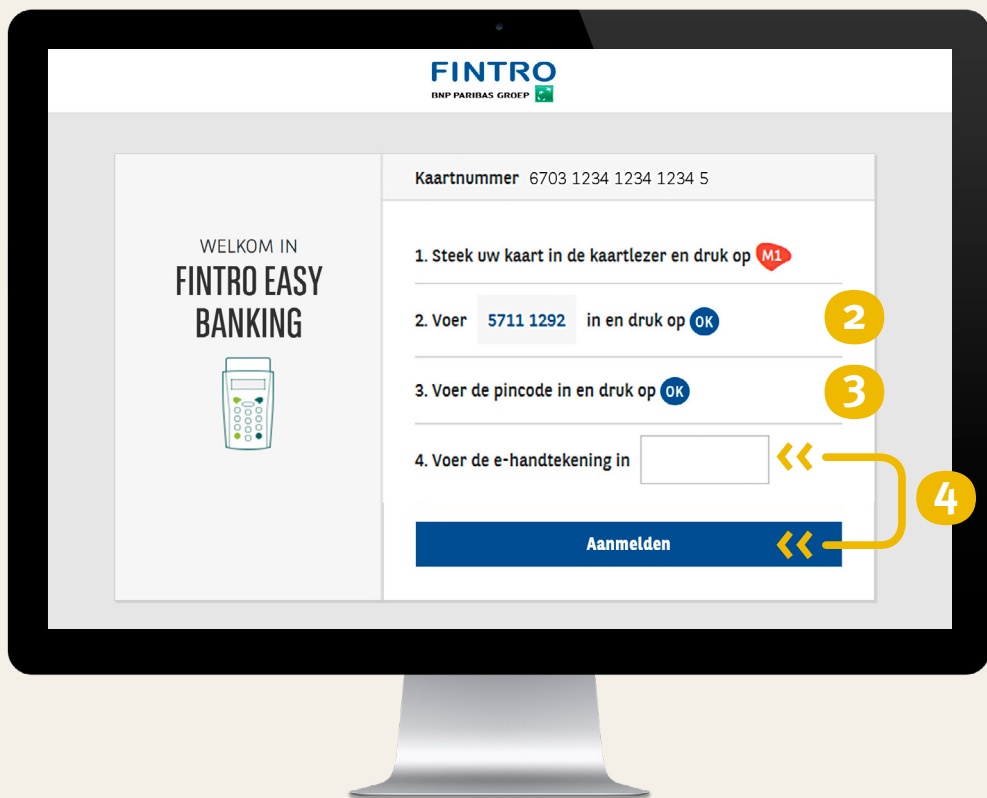 FINTRO
BNP PARIBAS GROEP
Kaartnummer 6703 1234 1234 1234 5
WELKOM IN
FINTRO EASY
BANKING
1. Steek uw kaart in de kaartlezer en druk op M1
2. Voer 5711 1292 in en druk op OK
2
3. Voer de pincode in en druk op OK
3
4. Voer de e-handtekening in
4
Aanmelden